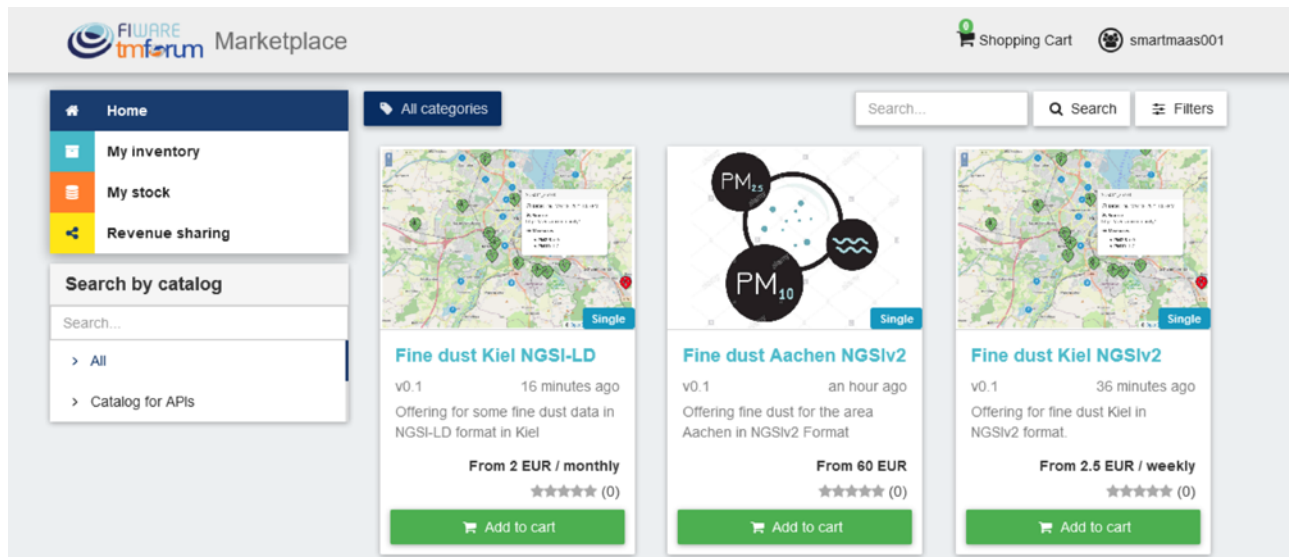 FIWARE
tmforum
Marketplace
0
Shopping Cart
smartmaas001
Home
My inventory
My stock
Revenue sharing
Search by catalog
Search...
All
Catalog for APIs
All categories
Search...
Search
Filters
Single
Fine dust Kiel NGSI-LD
v0.1 16 minutes ago
Offering for some fine dust data in
NGSI-LD format in Kiel
From 2 EUR / monthly
(0)
Add to cart
PM2.5
PM10
Single
Fine dust Aachen NGSIv2
v0.1 an hour ago
Offering fine dust for the area
Aachen in NGSIv2 Format
From 60 EUR
(0)
Add to cart
Single
Fine dust Kiel NGSIv2
v0.1 36 minutes ago
Offering for fine dust Kiel in
NGSIv2 format.
From 2.5 EUR / weekly
(0)
Add to cart